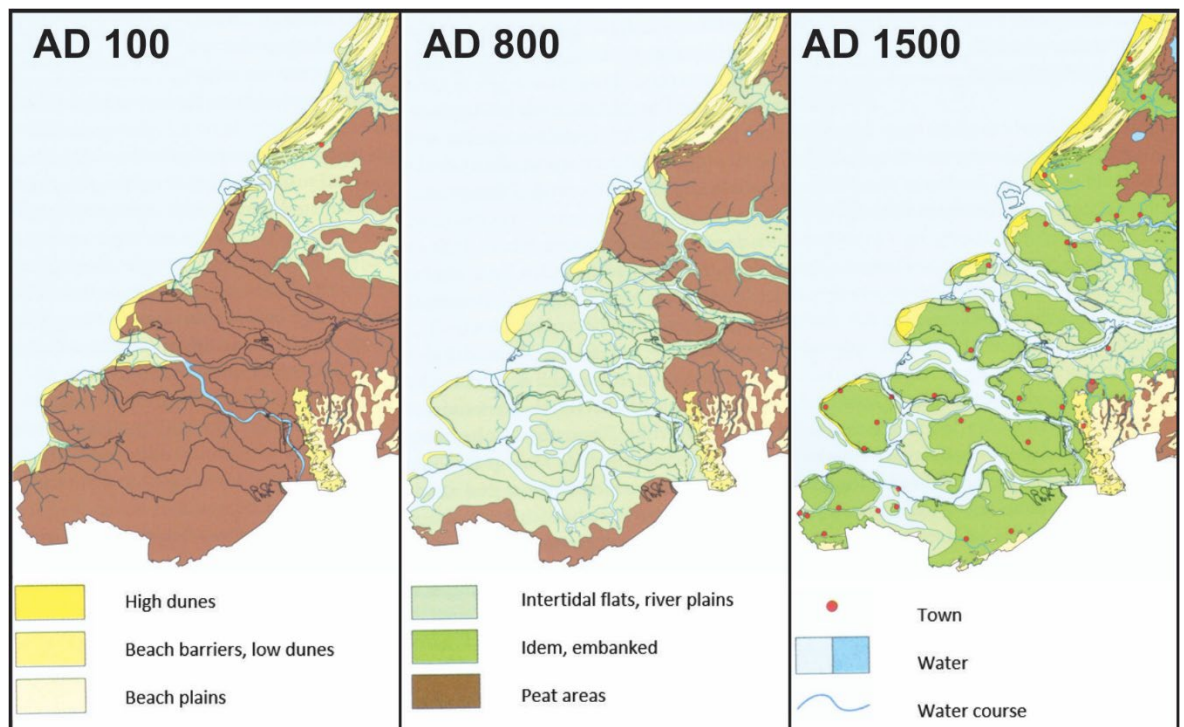 AD 100
AD 800
AD 1500
High dunes
Beach barriers, low dunes
Beach plains
Intertidal flats, river plains
Idem, embanked
Peat areas
Town
Water
Water course